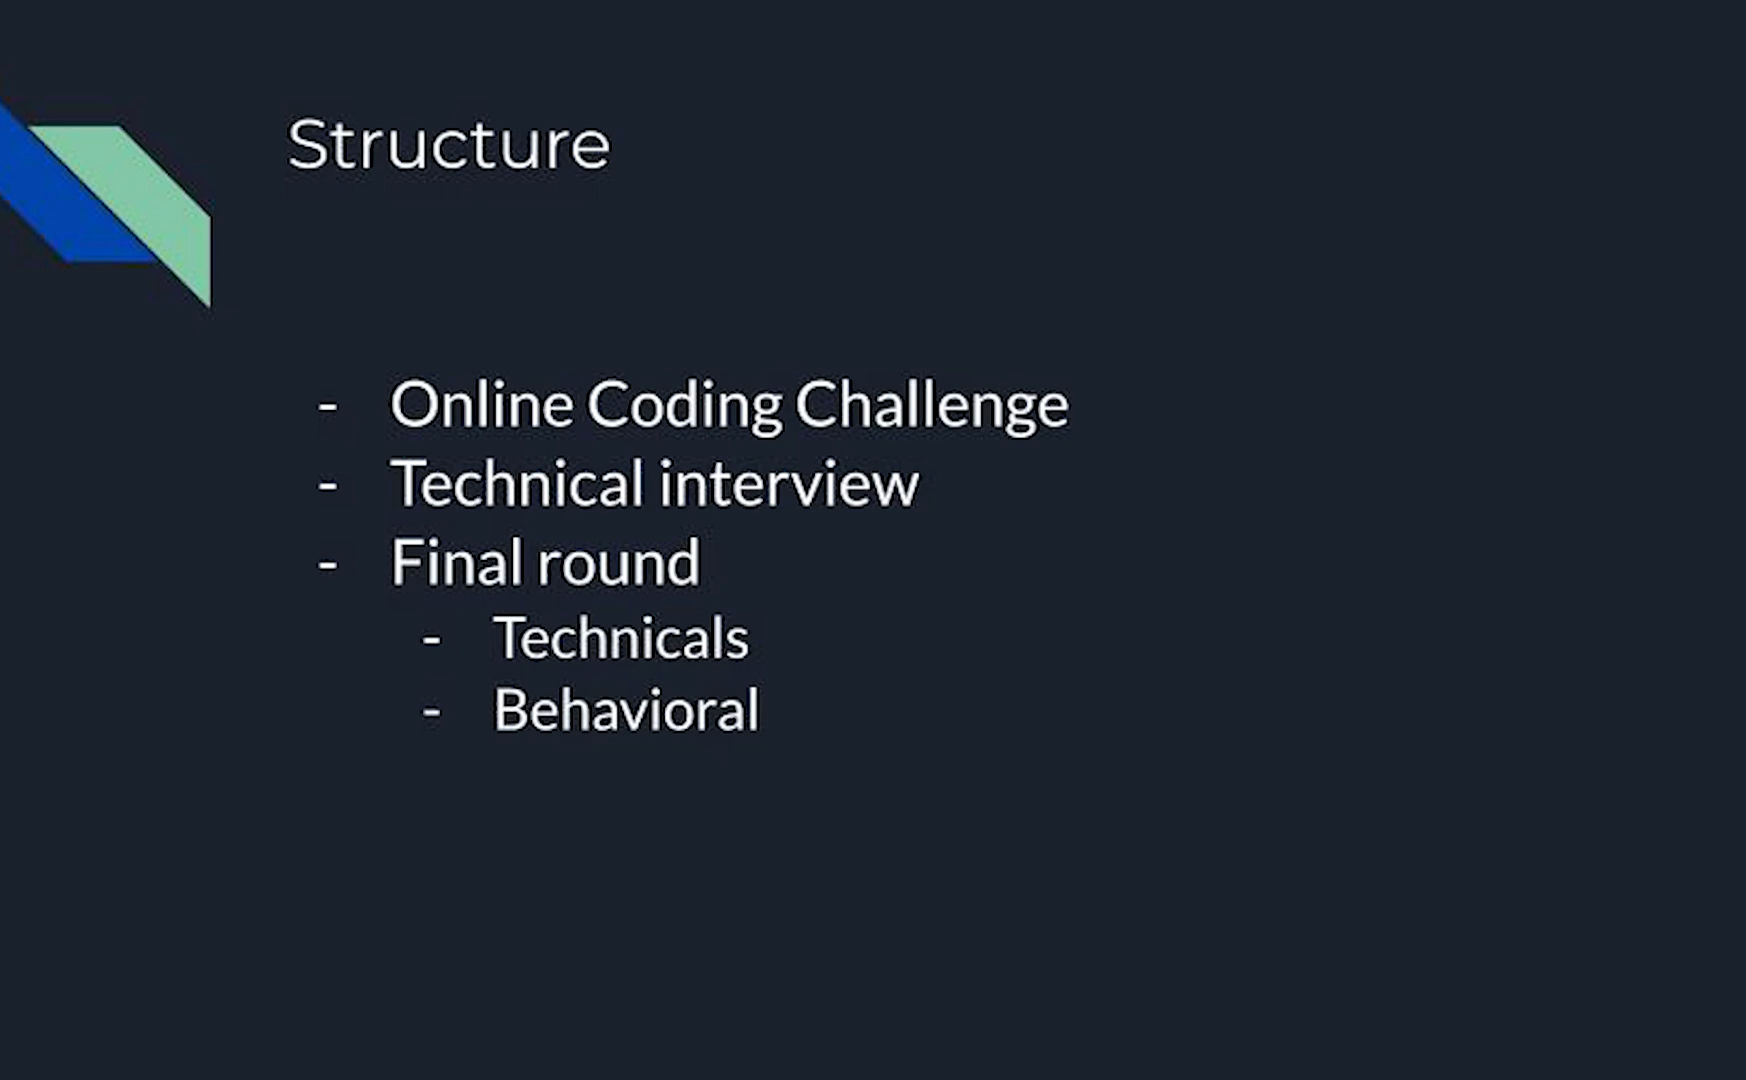 Structure
- Online Coding Challenge
- Technical interview
- Final round
- Technicals
- Behavioral